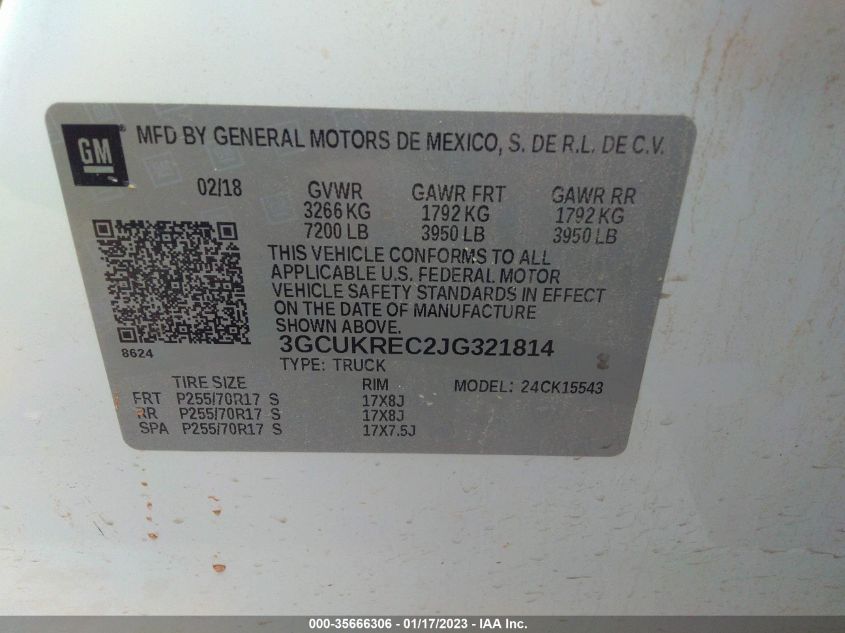 GM ® MFD BY GENERAL MOTORS DE MEXICO, S. DE R.L. DE C.V.
02/18 GVWR GAWR FRT GAWR RR
3266 KG 1792 KG 1792 KG
7200 LB 3950 LB 3950 LB
THIS VEHICLE CONFORMS TO ALL
APPLICABLE U.S. FEDERAL MOTOR
VEHICLE SAFETY STANDARDS IN EFFECT
ON THE DATE OF MANUFACTURE
SHOWN ABOVE.
8624
3GCUKREC2JG321814
TYPE: TRUCK
TIRE SIZE RIM MODEL: 24CK15543
FRT P255/70R17 S 17X8J
RR P255/70R17 S 17X8J
SPA P255/70R17 S 17X7.5J
000-35666306 - 01/17/2023 - IAA Inc.